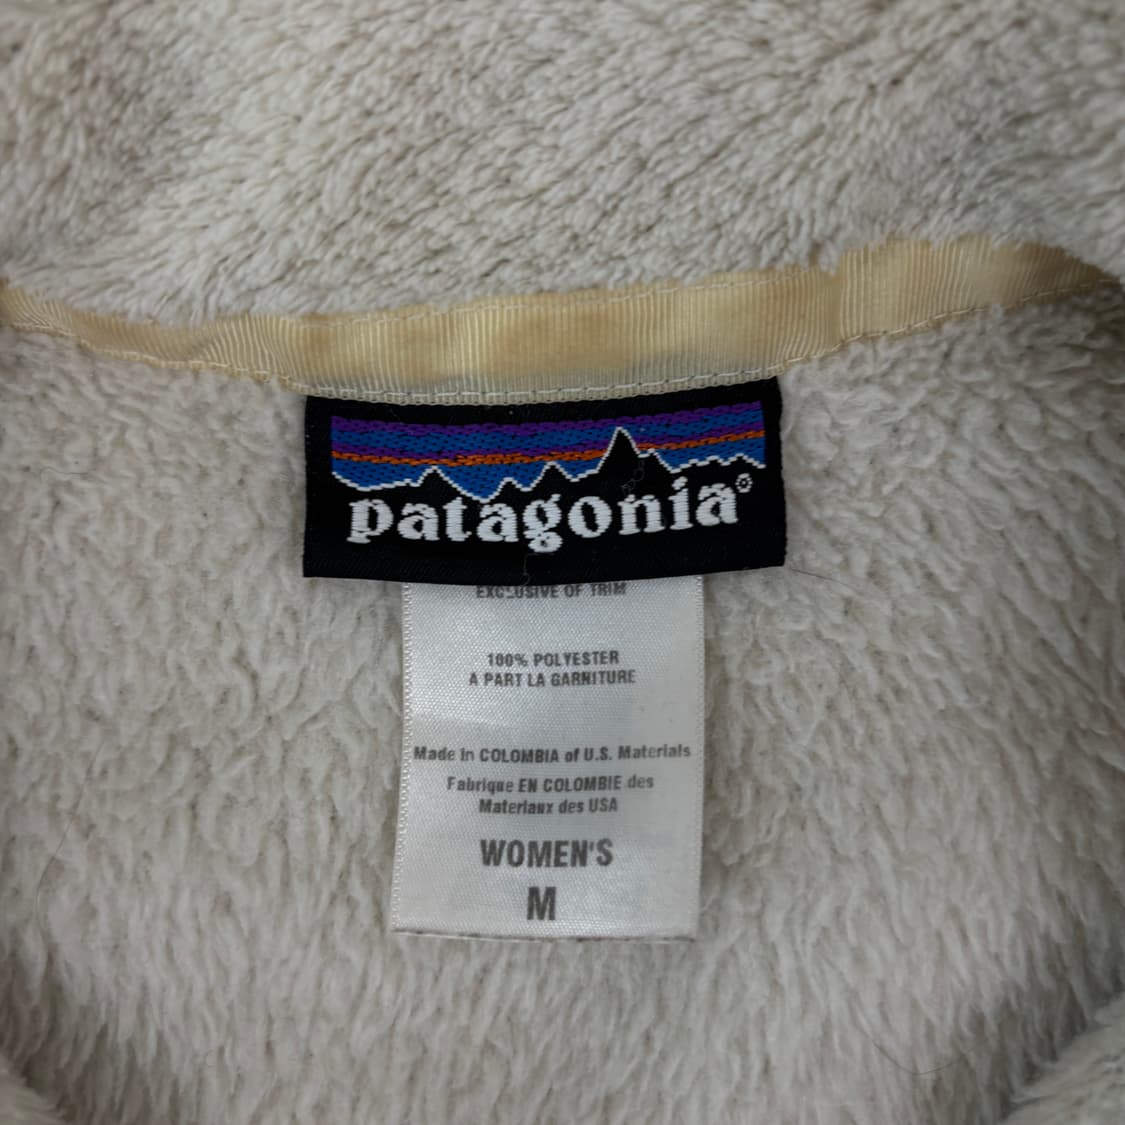 patagonia®
EXCLUSIVE OF TRIM
100% POLYESTER
A PART LA GARNITURE
Made in COLOMBIA of U.S. Materials
Fabrique EN COLOMBIE des
Materiaux des USA
WOMEN'S
M